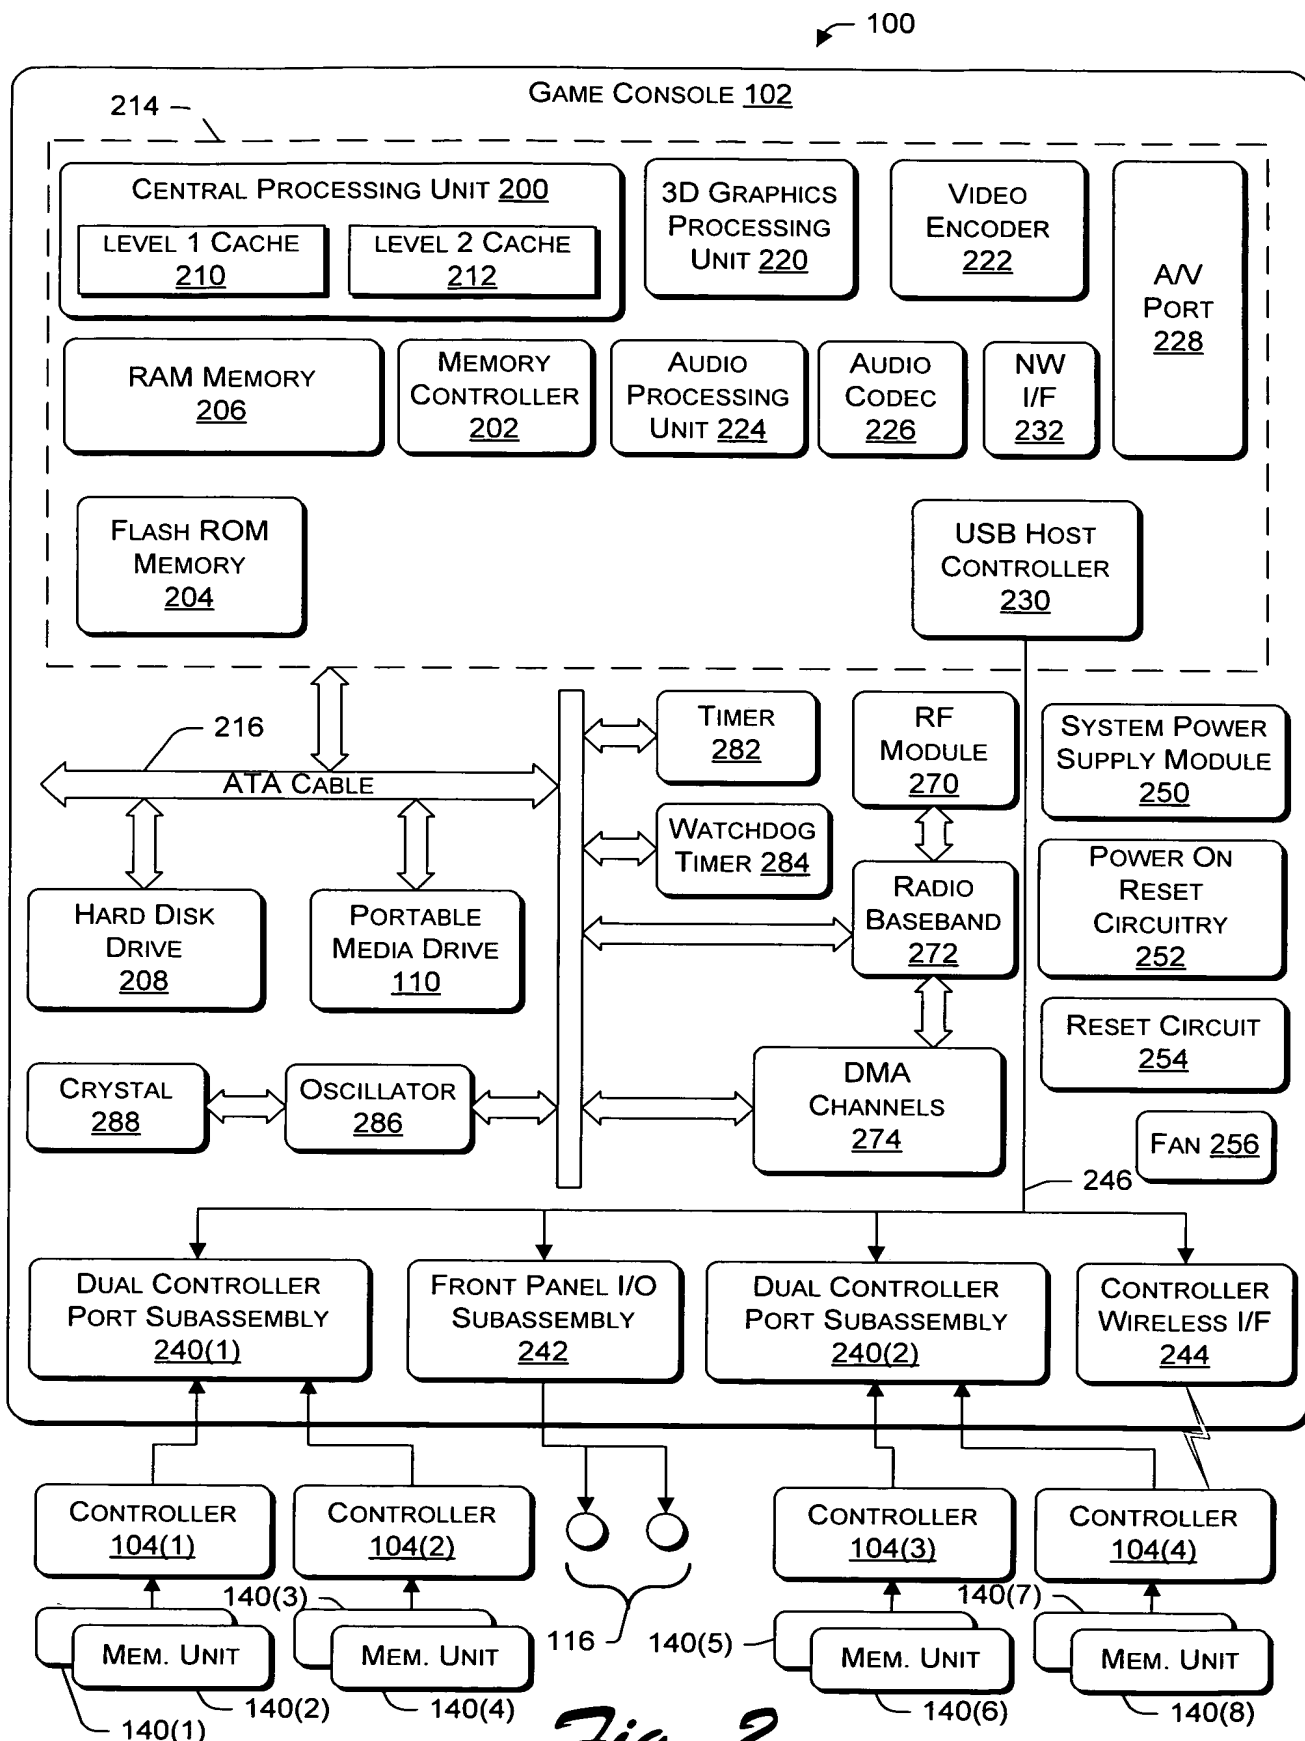 100
GAME CONSOLE 102
214
CENTRAL PROCESSING UNIT 200
LEVEL 1 CACHE
210
LEVEL 2 CACHE
212
3D GRAPHICS
PROCESSING
UNIT 220
VIDEO
ENCODER
222
A/V
PORT
228
RAM MEMORY
206
MEMORY
CONTROLLER
202
AUDIO
PROCESSING
UNIT 224
AUDIO
CODEC
226
NW
I/F
232
FLASH ROM
MEMORY
204
USB HOST
CONTROLLER
230
216
ATA CABLE
TIMER
282
RF
MODULE
270
SYSTEM POWER
SUPPLY MODULE
250
WATCHDOG
TIMER 284
HARD DISK
DRIVE
208
PORTABLE
MEDIA DRIVE
110
RADIO
BASEBAND
272
POWER ON
RESET
CIRCUITRY
252
RESET CIRCUIT
254
CRYSTAL
288
OSCILLATOR
286
DMA
CHANNELS
274
FAN 256
246
DUAL CONTROLLER
PORT SUBASSEMBLY
240(1)
FRONT PANEL I/O
SUBASSEMBLY
242
DUAL CONTROLLER
PORT SUBASSEMBLY
240(2)
CONTROLLER
WIRELESS I/F
244
CONTROLLER
104(1)
CONTROLLER
104(2)
CONTROLLER
104(3)
CONTROLLER
104(4)
140(3)
140(7)
116
140(5)
MEM. UNIT
MEM. UNIT
MEM. UNIT
MEM. UNIT
140(1)
140(2)
140(4)
140(6)
140(8)
Fig. 2